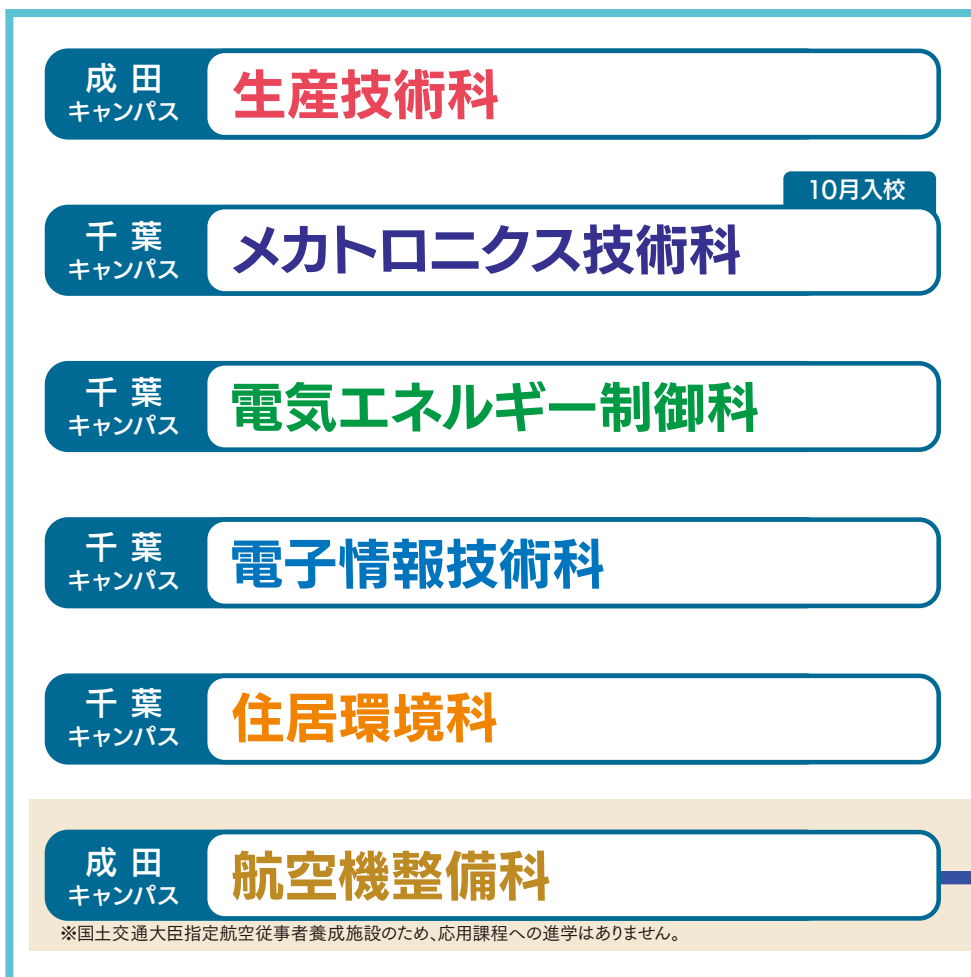 成田
キャンパス
生産技術科
10月入校
千葉
キャンパス
メカトロニクス技術科
千葉
キャンパス
電気エネルギー制御科
千葉
キャンパス
電子情報技術科
千葉
キャンパス
住居環境科
成田
キャンパス
航空機整備科
※国土交通大臣指定航空従事者養成施設のため、応用課程への進学はありません。